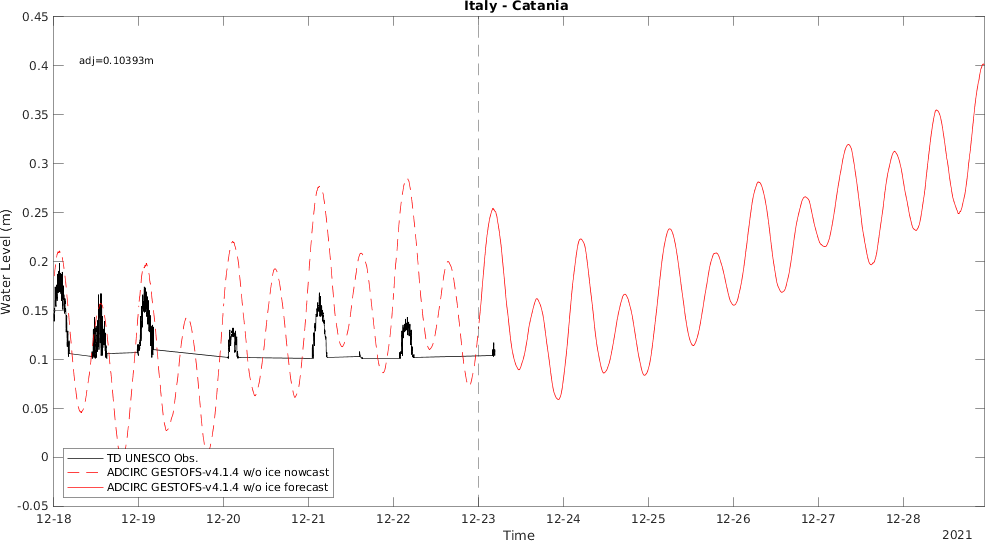 Italy - Catania
0.45
0.4
0.35
0.3
0.25
0.2
0.15
0.1
0.05
0
-0.05
Water Level (m)
adj=0.10393m
TD UNESCO Obs.
ADCIRC GESTOFS-v4.1.4 w/o ice nowcast
ADCIRC GESTOFS-v4.1.4 w/o ice forecast
12-18 12-19 12-20 12-21 12-22 12-23 12-24 12-25 12-26 12-27 12-28
Time
2021